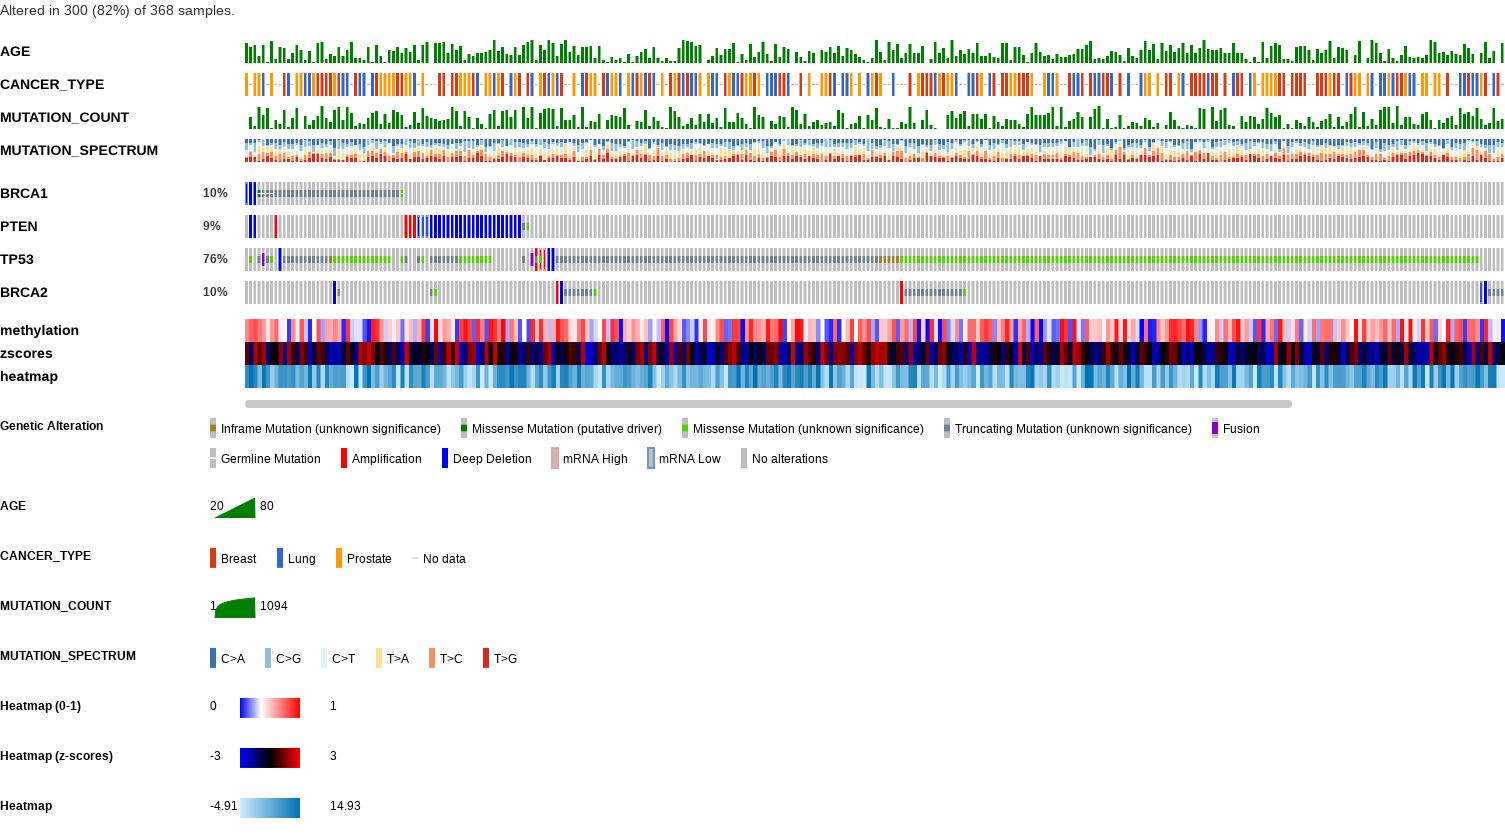 Altered in 300 (82%) of 368 samples.
AGE
CANCER_TYPE
MUTATION_COUNT
MUTATION_SPECTRUM
BRCA1 10%
PTEN 9%
TP53 76%
BRCA2 10%
methylation
zscores
heatmap
Genetic Alteration Inframe Mutation (unknown significance) Missense Mutation (putative driver) Missense Mutation (unknown significance) Truncating Mutation (unknown significance) Fusion
Germline Mutation Amplification Deep Deletion mRNA High mRNA Low No alterations
AGE 20 80
CANCER_TYPE Breast Lung Prostate No data
MUTATION_COUNT 1 1094
MUTATION_SPECTRUM C>A C>G C>T T>A T>C T>G
Heatmap (0-1) 0 1
Heatmap (z-scores) -3 3
Heatmap -4.91 14.93